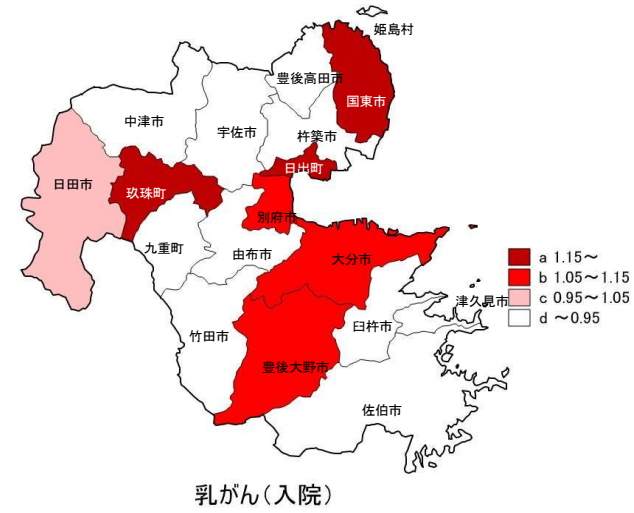 姫島村
豊後高田市
国東市
中津市
宇佐市
杵築市
日出町
日田市
玖珠町
別府市
九重町
由布市
大分市
a 1.15～
b 1.05～1.15
c 0.95～1.05
d ～0.95
津久見市
臼杵市
竹田市
豊後大野市
佐伯市
乳がん（入院）